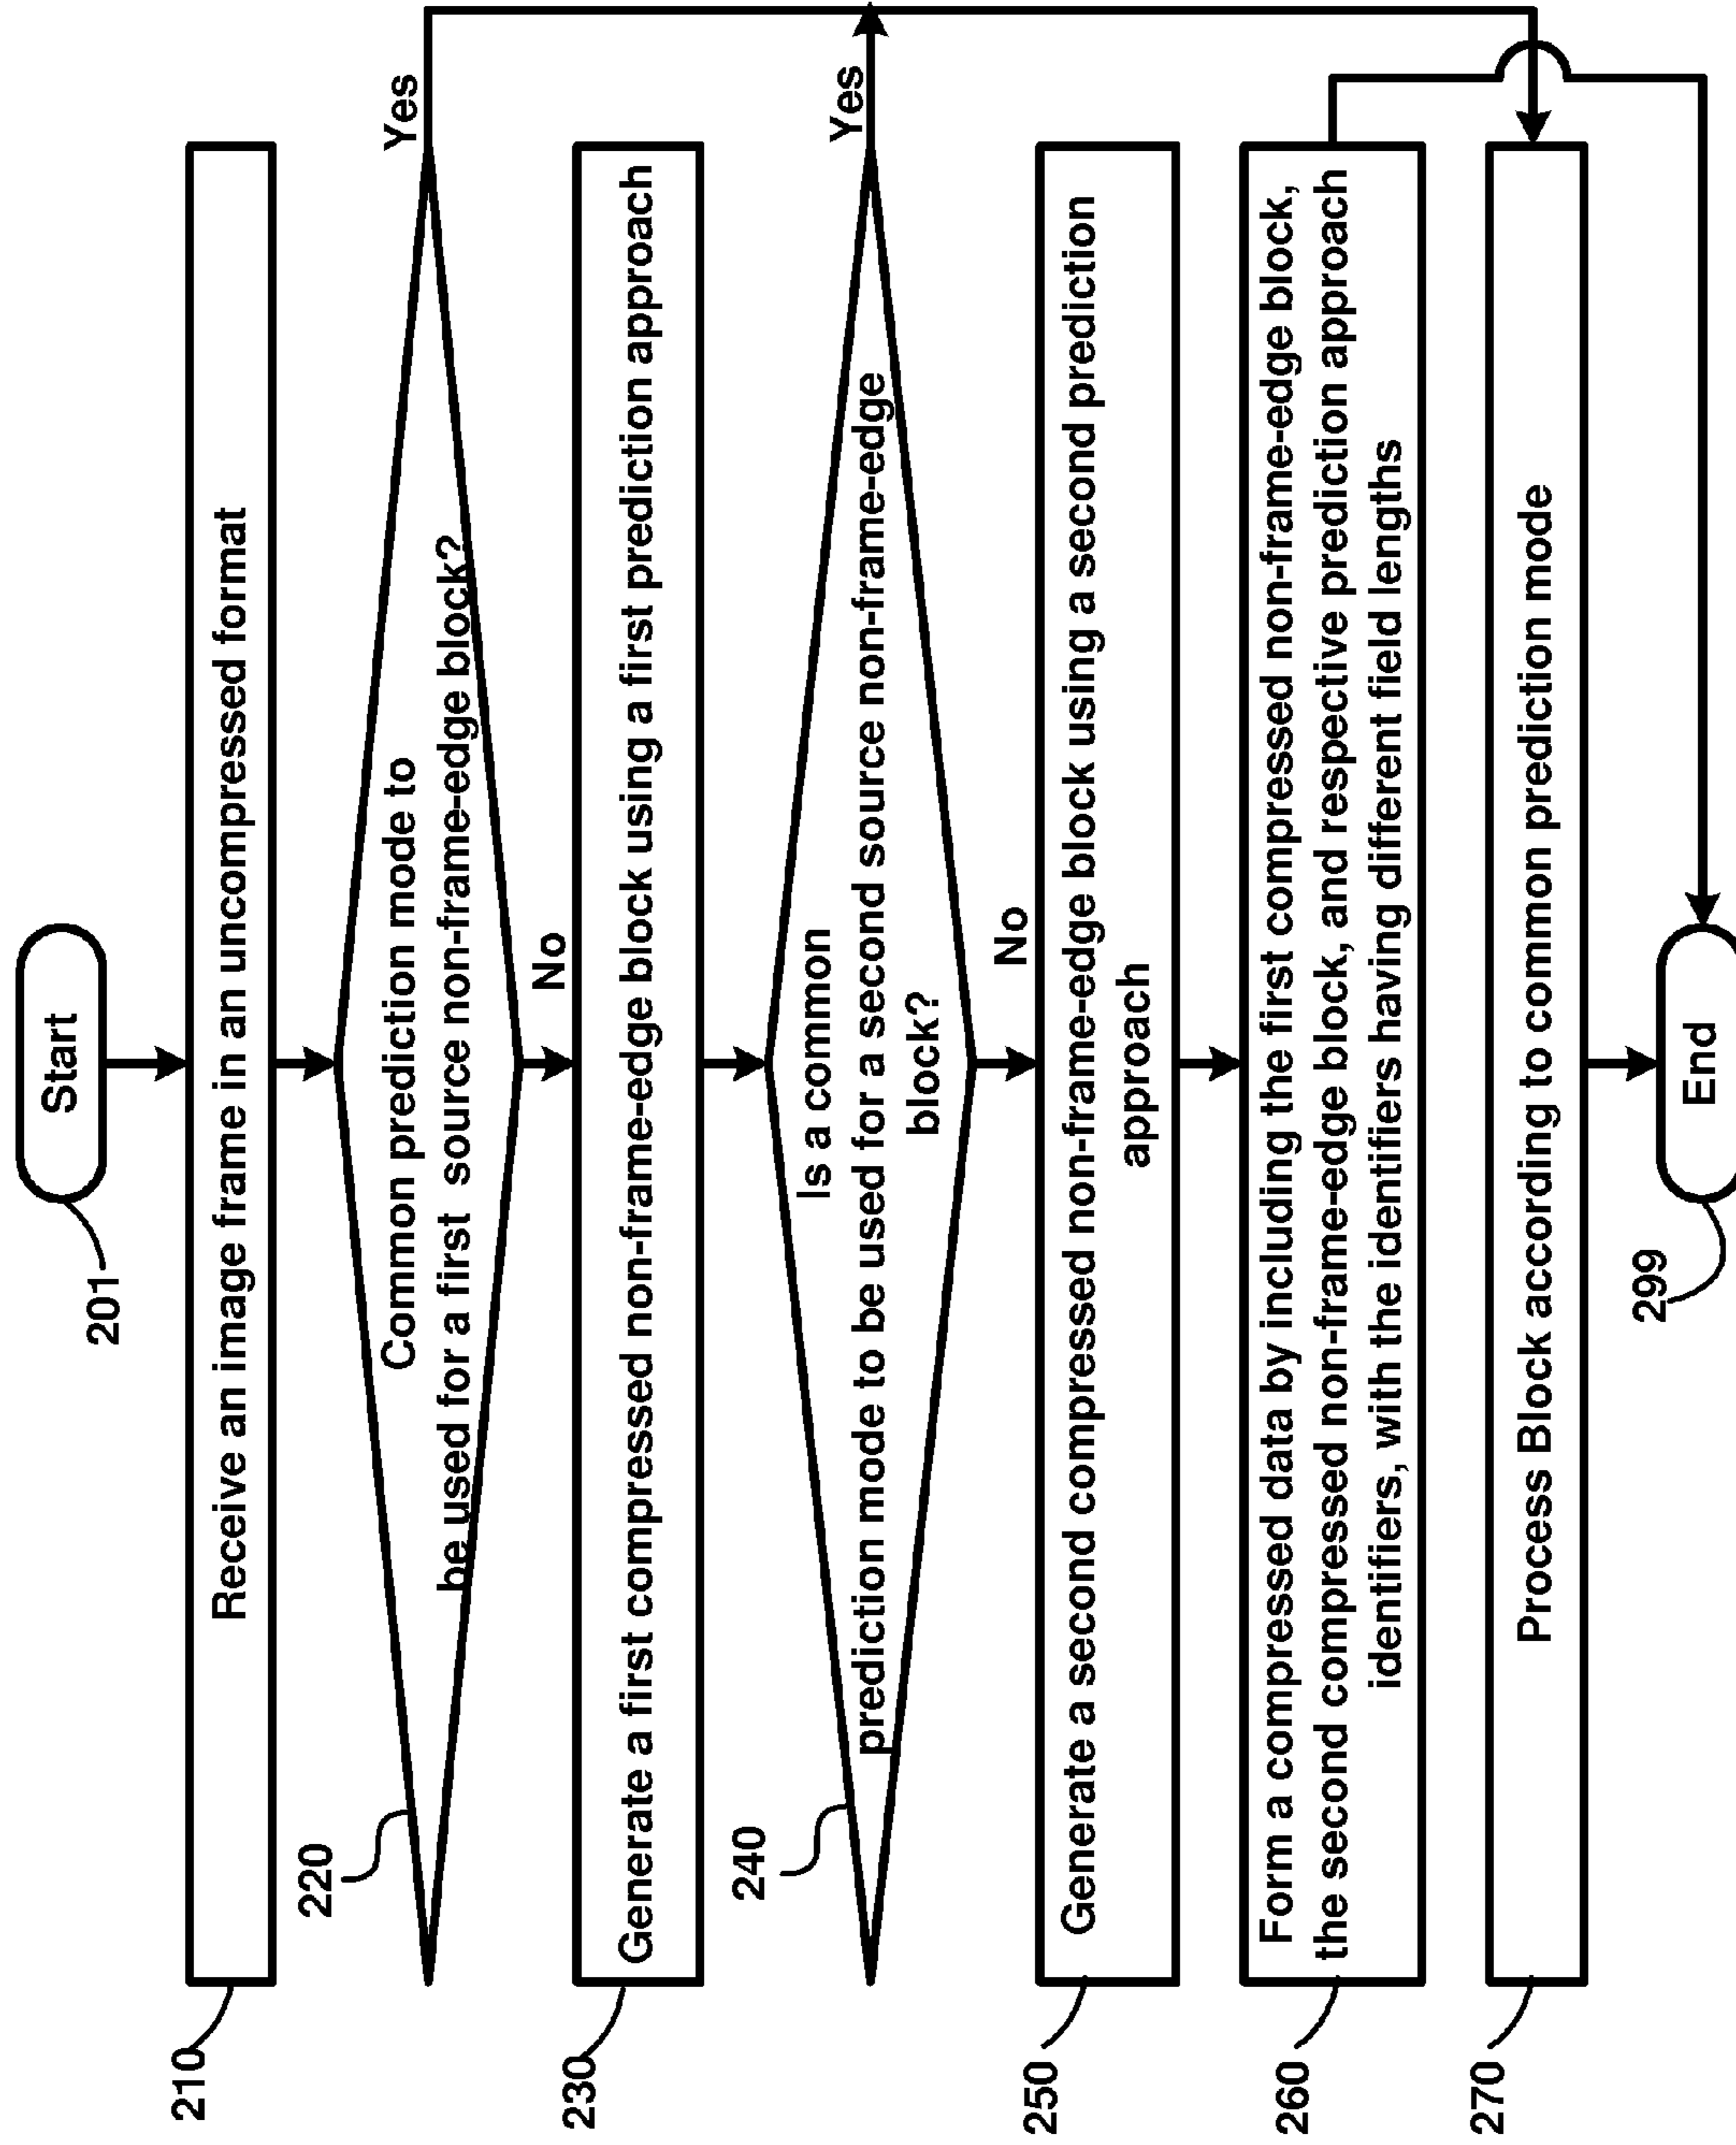 Start
201
210
Receive an image frame in an uncompressed format
220
Common prediction mode to
be used for a first source non-frame-edge block?
Yes
No
230
Generate a first compressed non-frame-edge block using a first prediction approach
240
Is a common
prediction mode to be used for a second source non-frame-edge
block?
Yes
No
250
Generate a second compressed non-frame-edge block using a second prediction
approach
260
Form a compressed data by including the first compressed non-frame-edge block,
the second compressed non-frame-edge block, and respective prediction approach
identifiers, with the identifiers having different field lengths
270
Process Block according to common prediction mode
299
End